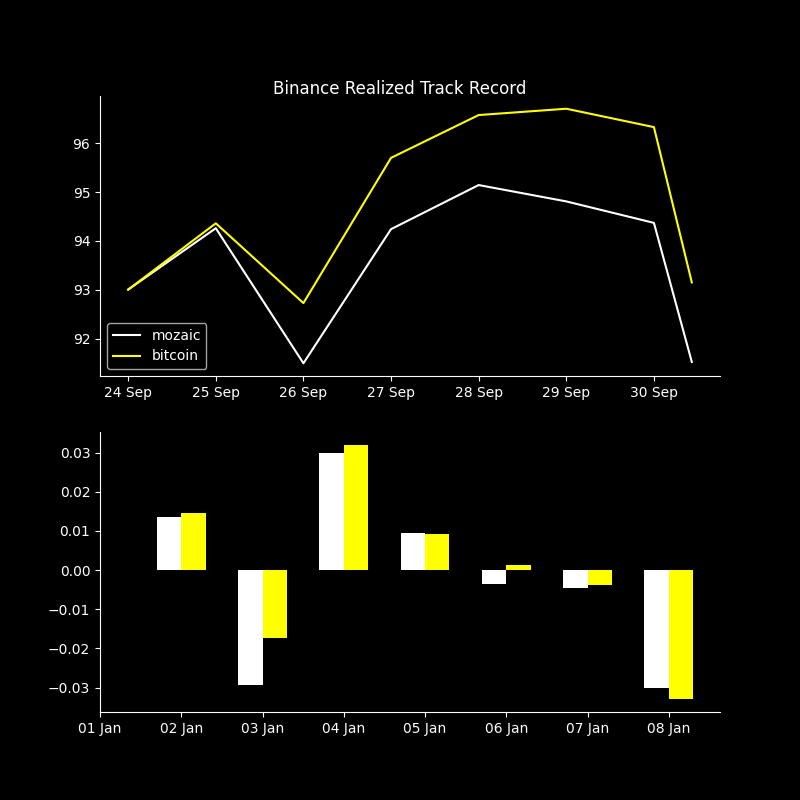 Binance Realized Track Record
96
95
94
93
92
mozaic
bitcoin
24 Sep 25 Sep 26 Sep 27 Sep 28 Sep 29 Sep 30 Sep
0.03
0.02
0.01
0.00
−0.01
−0.02
−0.03
01 Jan 02 Jan 03 Jan 04 Jan 05 Jan 06 Jan 07 Jan 08 Jan